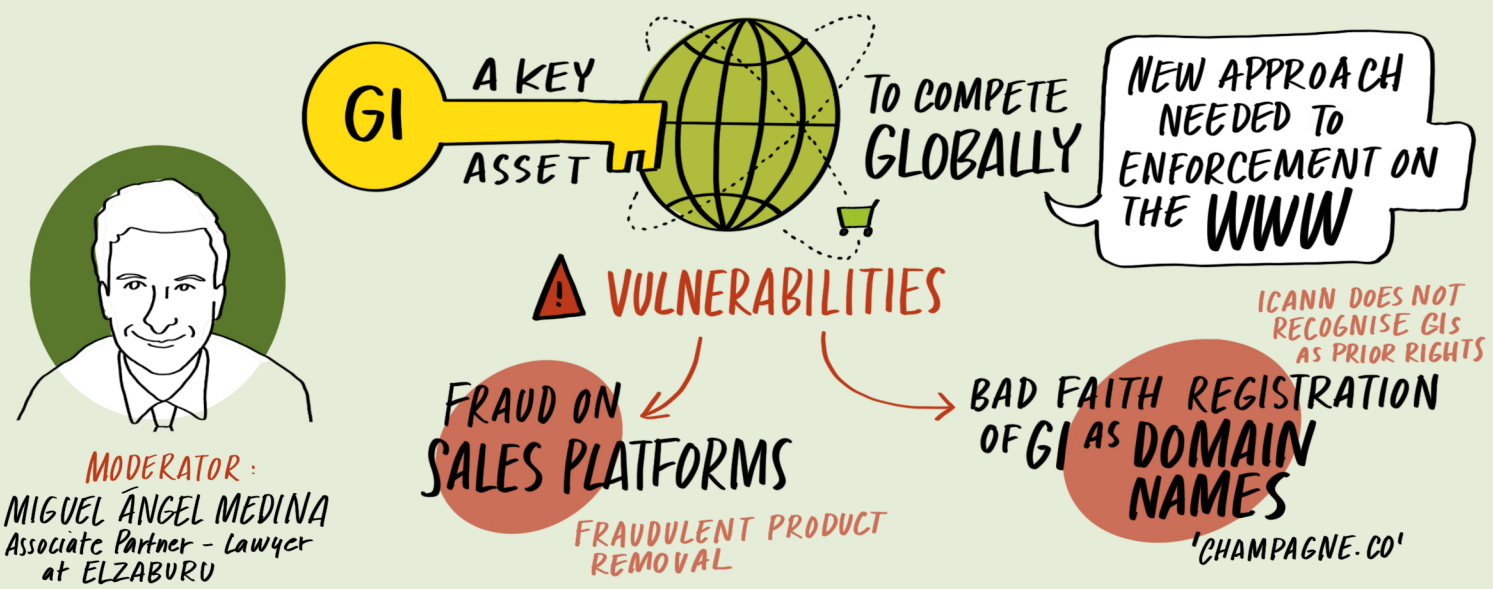 GI
A KEY
ASSET
TO COMPETE
GLOBALLY
NEW APPROACH
NEEDED TO
ENFORCEMENT ON
THE WWW
! VULNERABILITIES
FRAUD ON
SALES PLATFORMS
FRAUDULENT PRODUCT
REMOVAL
ICANN DOES NOT
RECOGNISE GIs
AS PRIOR RIGHTS
BAD FAITH REGISTRATION
OF GI AS DOMAIN
NAMES
'CHAMPAGNE.CO'
MODERATOR:
MIGUEL ÁNGEL MEDINA
Associate Partner - Lawyer
at ELZABURU